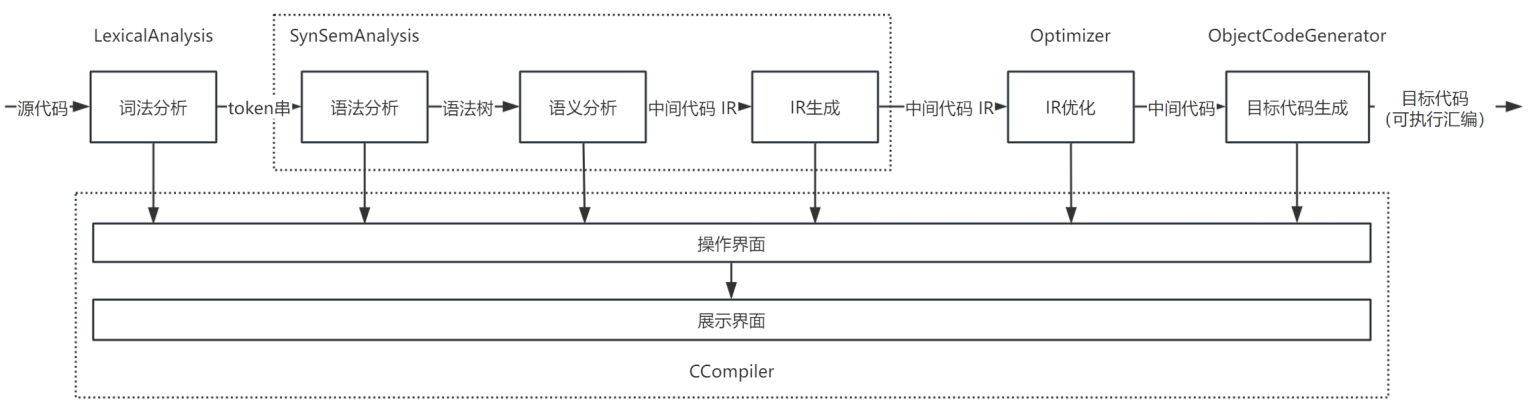 LexicalAnalysis
SynSemAnalysis
Optimizer
ObjectCodeGenerator
源代码
词法分析
token串
语法分析
语法树
语义分析
中间代码 IR
IR生成
中间代码 IR
IR优化
中间代码
目标代码生成
目标代码
(可执行汇编)
操作界面
展示界面
CCompiler